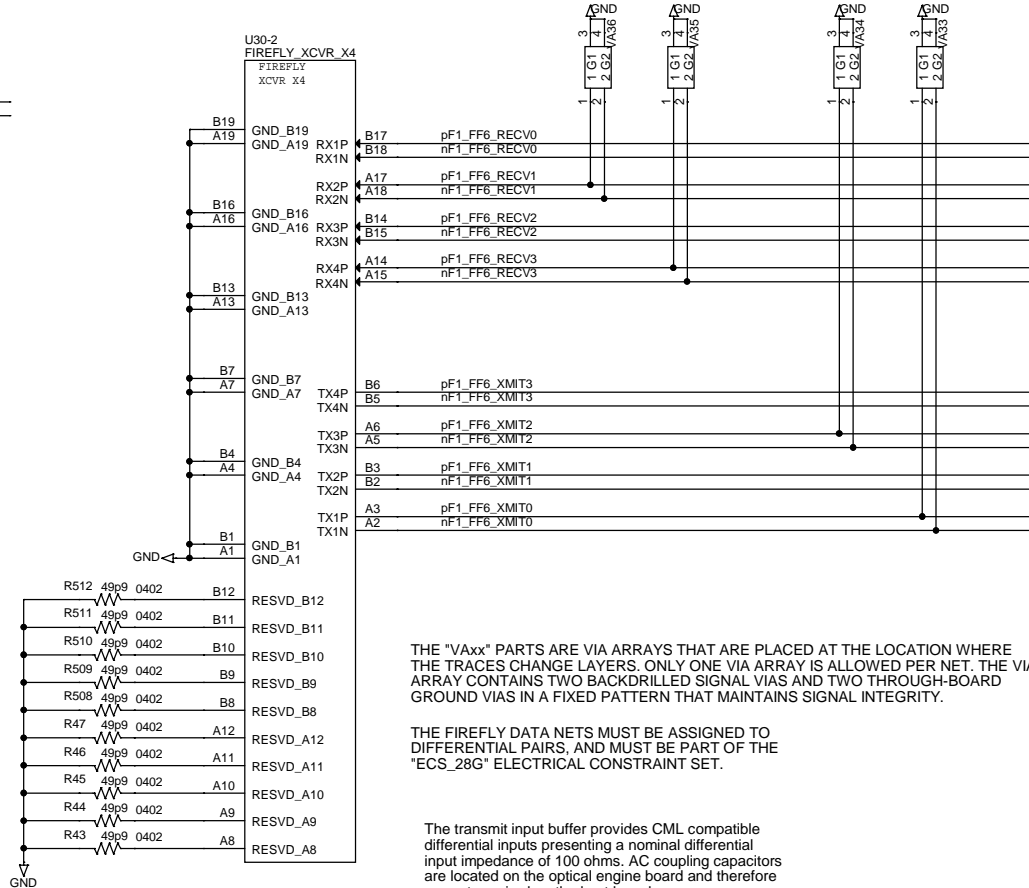 GND
GND
GND
GND
3 4 VA36
3 4 VA35
3 4 VA34
3 4 VA33
1 G1
2 G2
1 G1
2 G2
1 G1
2 G2
1 G1
2 G2
1 2
1 2
1 2
1 2
U30-2
FIREFLY_XCVR_X4
FIREFLY
XCVR X4
B19 GND_B19
A19 GND_A19 RX1P B17 pF1_FF6_RECV0
RX1N B18 nF1_FF6_RECV0
RX2P A17 pF1_FF6_RECV1
RX2N A18 nF1_FF6_RECV1
B16 GND_B16
A16 GND_A16 RX3P B14 pF1_FF6_RECV2
RX3N B15 nF1_FF6_RECV2
RX4P A14 pF1_FF6_RECV3
RX4N A15 nF1_FF6_RECV3
B13 GND_B13
A13 GND_A13
B7 GND_B7
A7 GND_A7 TX4P B6 pF1_FF6_XMIT3
TX4N B5 nF1_FF6_XMIT3
TX3P A6 pF1_FF6_XMIT2
TX3N A5 nF1_FF6_XMIT2
B4 GND_B4
A4 GND_A4 TX2P B3 pF1_FF6_XMIT1
TX2N B2 nF1_FF6_XMIT1
TX1P A3 pF1_FF6_XMIT0
TX1N A2 nF1_FF6_XMIT0
B1 GND_B1
GND A1 GND_A1
R512 49p9 0402 B12 RESVD_B12
R511 49p9 0402 B11 RESVD_B11
R510 49p9 0402 B10 RESVD_B10
R509 49p9 0402 B9 RESVD_B9
R508 49p9 0402 B8 RESVD_B8
R47 49p9 0402 A12 RESVD_A12
R46 49p9 0402 A11 RESVD_A11
R45 49p9 0402 A10 RESVD_A10
R44 49p9 0402 A9 RESVD_A9
R43 49p9 0402 A8 RESVD_A8
GND
THE "VAxx" PARTS ARE VIA ARRAYS THAT ARE PLACED AT THE LOCATION WHERE
THE TRACES CHANGE LAYERS. ONLY ONE VIA ARRAY IS ALLOWED PER NET. THE VIA
ARRAY CONTAINS TWO BACKDRILLED SIGNAL VIAS AND TWO THROUGH-BOARD
GROUND VIAS IN A FIXED PATTERN THAT MAINTAINS SIGNAL INTEGRITY.
THE FIREFLY DATA NETS MUST BE ASSIGNED TO
DIFFERENTIAL PAIRS, AND MUST BE PART OF THE
"ECS_28G" ELECTRICAL CONSTRAINT SET.
The transmit input buffer provides CML compatible
differential inputs presenting a nominal differential
input impedance of 100 ohms. AC coupling capacitors
are located on the optical engine board and therefore